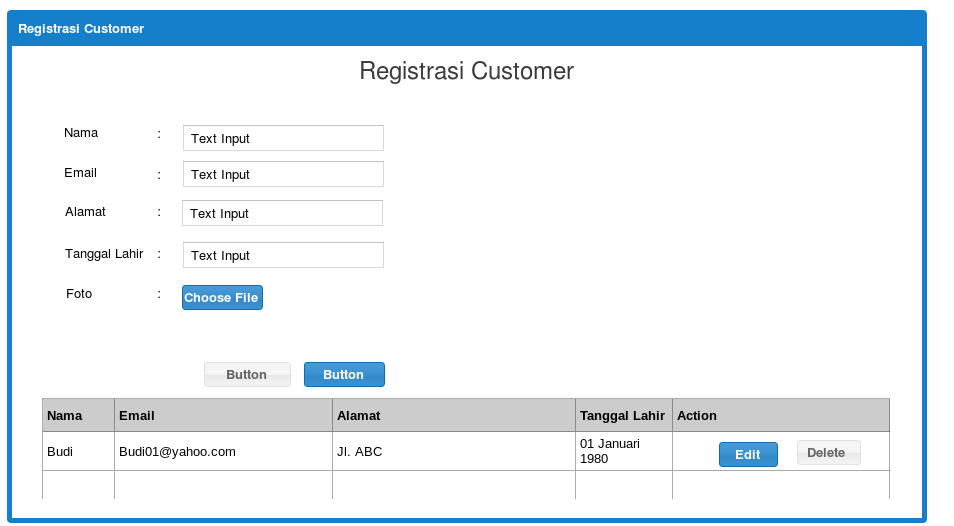 Registrasi Customer
Registrasi Customer
Nama : Text Input
Email : Text Input
Alamat : Text Input
Tanggal Lahir : Text Input
Foto : Choose File
Button Button
Nama Email Alamat Tanggal Lahir Action
Budi Budi01@yahoo.com Jl. ABC 01 Januari 1980 Edit Delete